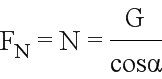 F_N = N = G / cosα